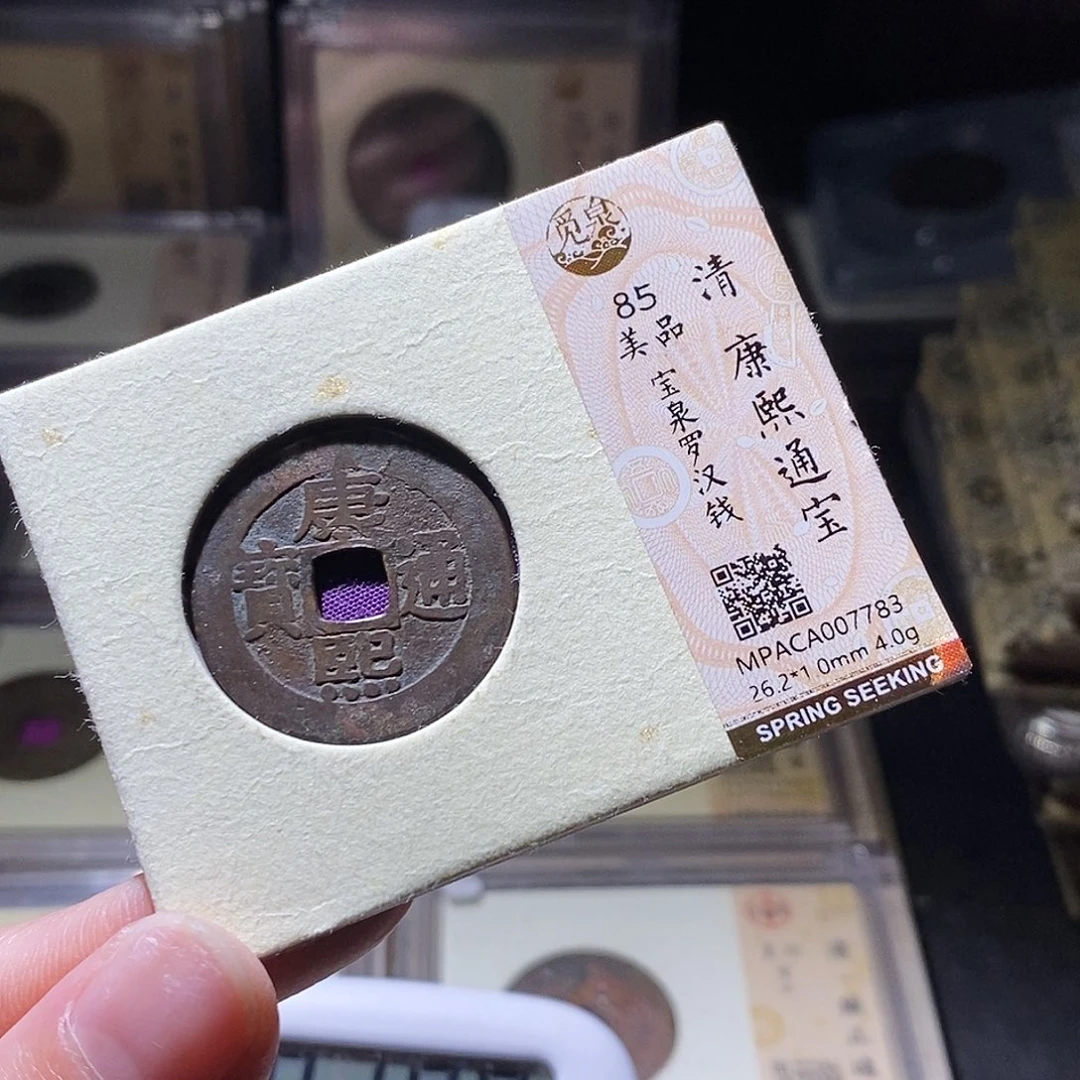 觅泉
清 康熙通宝
85
美品 宝泉罗汉钱
MPACA007783
26.2*1.0mm 4.0g
SPRING SEEKING
康熙通寶